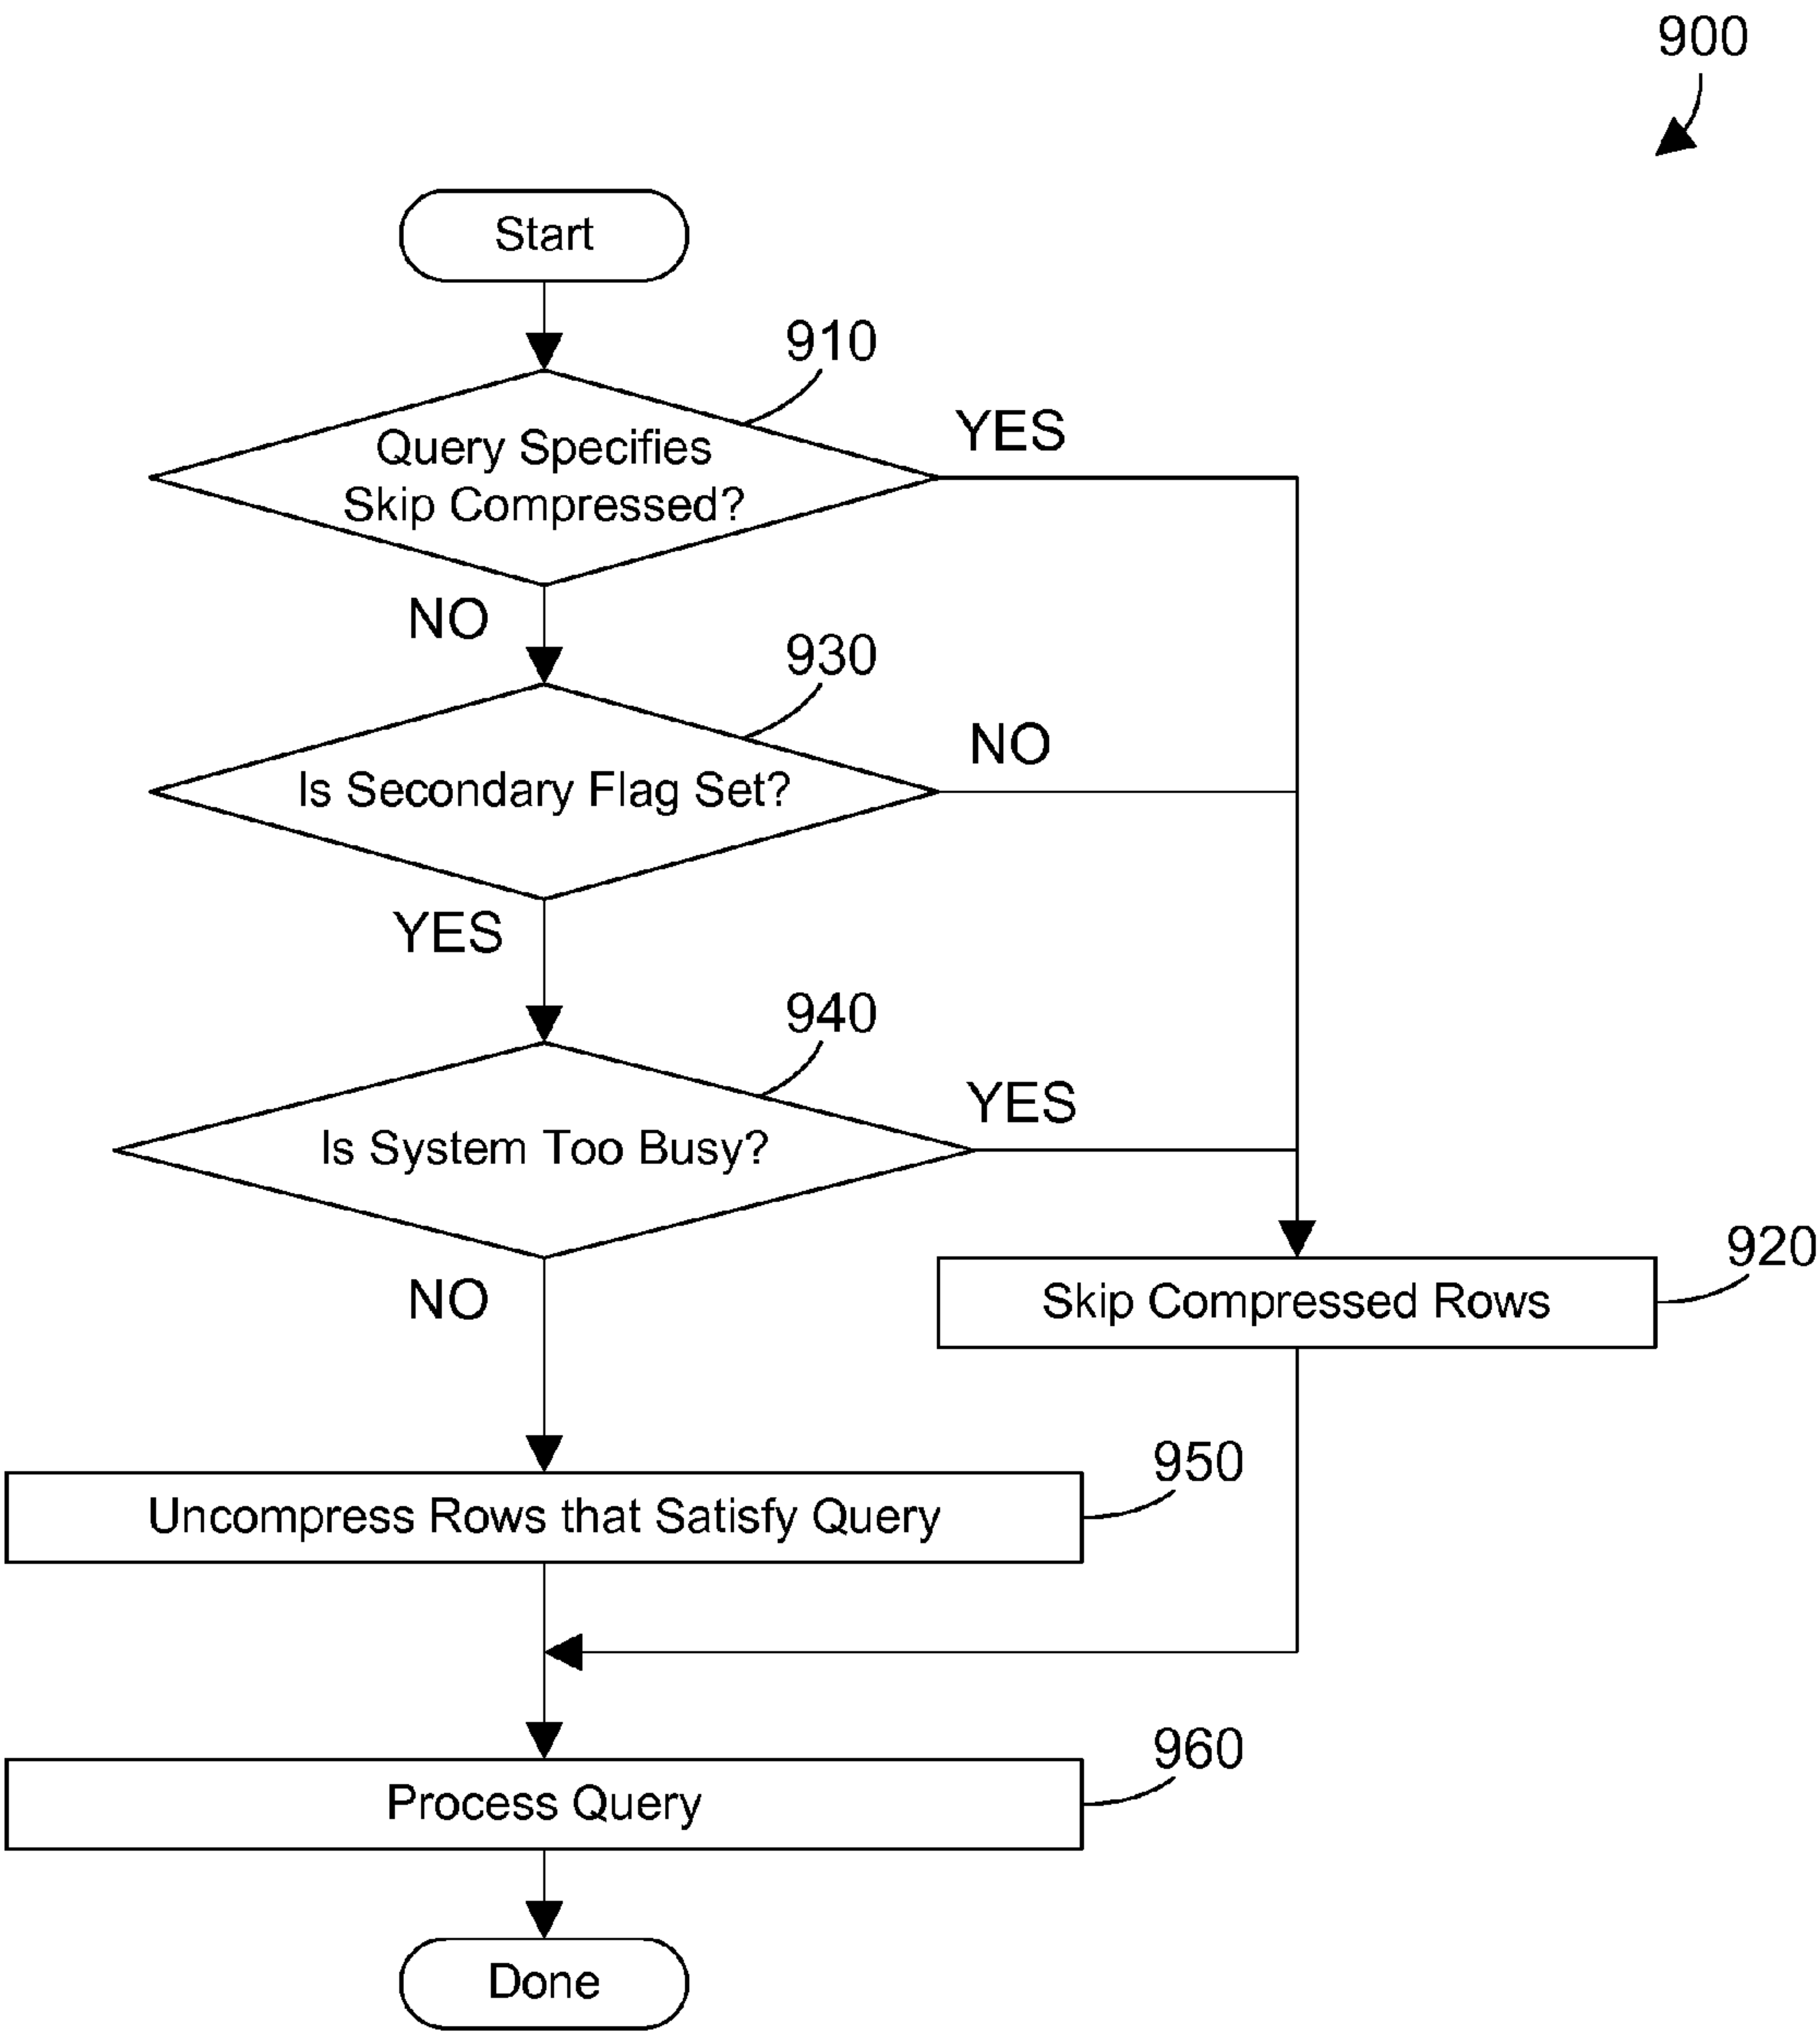 900
Start
910
Query Specifies
Skip Compressed?
YES
NO
930
Is Secondary Flag Set?
NO
YES
940
Is System Too Busy?
YES
NO
920
Skip Compressed Rows
950
Uncompress Rows that Satisfy Query
960
Process Query
Done